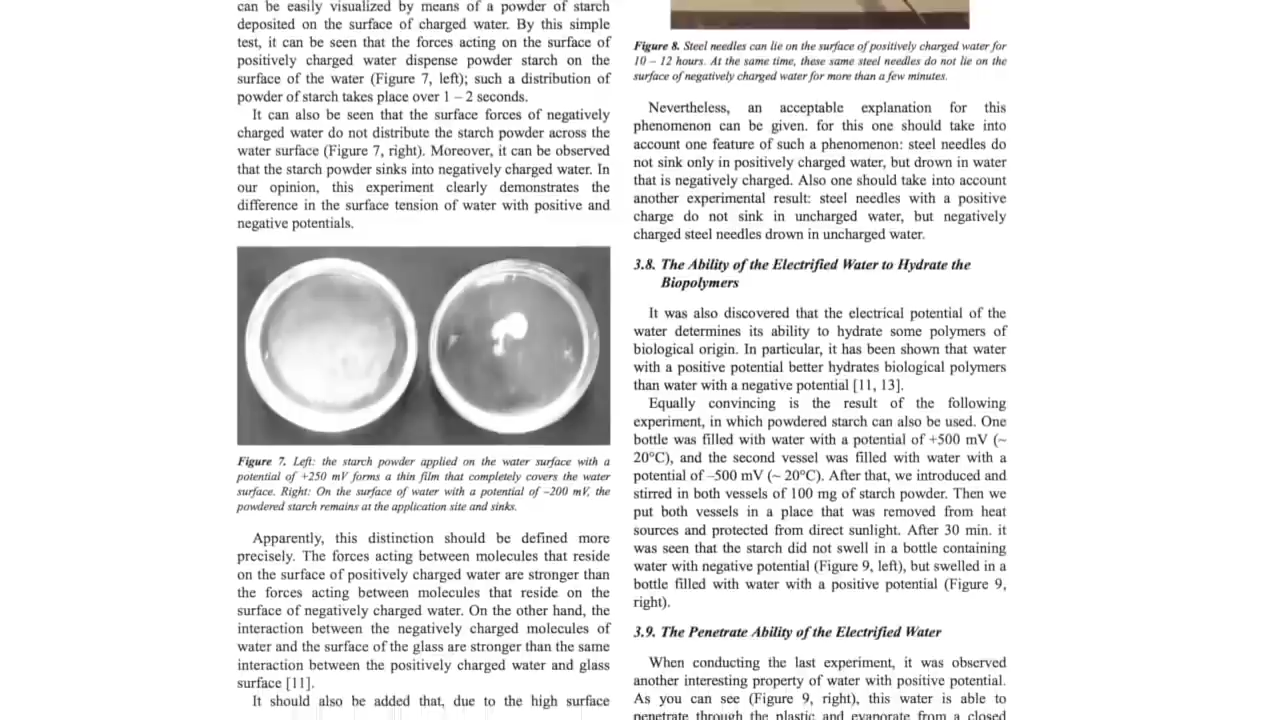 can be easily visualized by means of a powder of starch
deposited on the surface of charged water. By this simple
test, it can be seen that the forces acting on the surface of
positively charged water dispense powder starch on the
surface of the water (Figure 7, left); such a distribution of
powder of starch takes place over 1 – 2 seconds.
It can also be seen that the surface forces of negatively
charged water do not distribute the starch powder across the
water surface (Figure 7, right). Moreover, it can be observed
that the starch powder sinks into negatively charged water. In
our opinion, this experiment clearly demonstrates the
difference in the surface tension of water with positive and
negative potentials.
Figure 7. Left: the starch powder applied on the water surface with a
potential of +250 mV forms a thin film that completely covers the water
surface. Right: On the surface of water with a potential of –200 mV, the
powdered starch remains at the application site and sinks.
Apparently, this distinction should be defined more
precisely. The forces acting between molecules that reside
on the surface of positively charged water are stronger than
the forces acting between molecules that reside on the
surface of negatively charged water. On the other hand, the
interaction between the negatively charged molecules of
water and the surface of the glass are stronger than the same
interaction between the positively charged water and glass
surface [11].
It should also be added that, due to the high surface
Figure 8. Steel needles can lie on the surface of positively charged water for
10 – 12 hours. At the same time, these same steel needles do not lie on the
surface of negatively charged water for more than a few minutes.
Nevertheless, an acceptable explanation for this
phenomenon can be given. for this one should take into
account one feature of such a phenomenon: steel needles do
not sink only in positively charged water, but drown in water
that is negatively charged. Also one should take into account
another experimental result: steel needles with a positive
charge do not sink in uncharged water, but negatively
charged steel needles drown in uncharged water.
3.8. The Ability of the Electrified Water to Hydrate the
Biopolymers
It was also discovered that the electrical potential of the
water determines its ability to hydrate some polymers of
biological origin. In particular, it has been shown that water
with a positive potential better hydrates biological polymers
than water with a negative potential [11, 13].
Equally convincing is the result of the following
experiment, in which powdered starch can also be used. One
bottle was filled with water with a potential of +500 mV (~
20°C), and the second vessel was filled with water with a
potential of –500 mV (~ 20°C). After that, we introduced and
stirred in both vessels of 100 mg of starch powder. Then we
put both vessels in a place that was removed from heat
sources and protected from direct sunlight. After 30 min. it
was seen that the starch did not swell in a bottle containing
water with negative potential (Figure 9, left), but swelled in a
bottle filled with water with a positive potential (Figure 9,
right).
3.9. The Penetrate Ability of the Electrified Water
When conducting the last experiment, it was observed
another interesting property of water with positive potential.
As you can see (Figure 9, right), this water is able to
penetrate through the plastic and evaporate from a closed